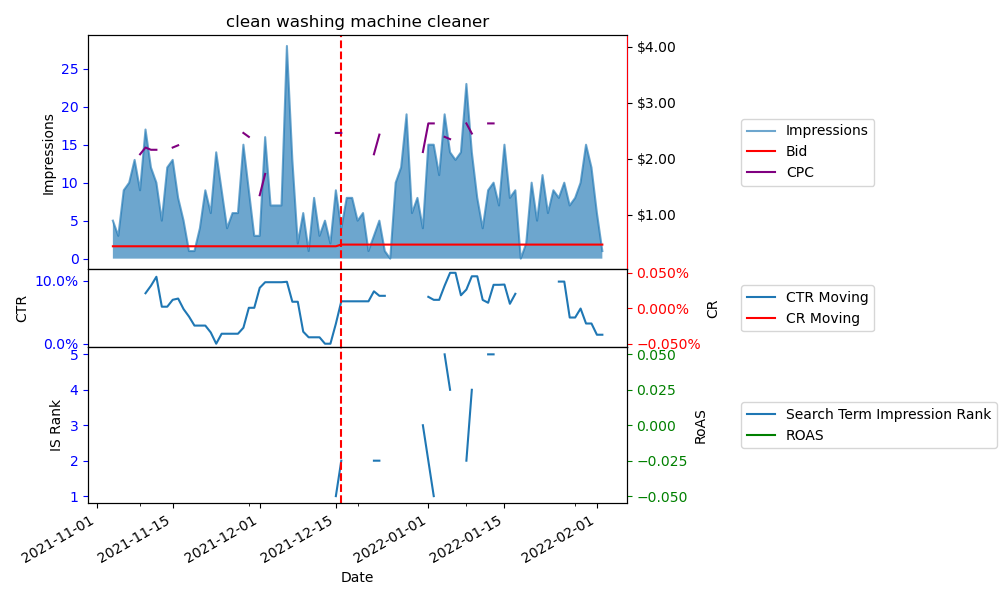 clean washing machine cleaner
Impressions
25
20
15
10
5
0
$4.00
$3.00
$2.00
$1.00
Impressions
Bid
CPC
CTR
10.0%
0.0%
0.050%
0.000%
−0.050%
CR
CTR Moving
CR Moving
IS Rank
5
4
3
2
1
0.050
0.025
0.000
−0.025
−0.050
RoAS
Search Term Impression Rank
ROAS
2021-11-01
2021-11-15
2021-12-01
2021-12-15
2022-01-01
2022-01-15
2022-02-01
Date